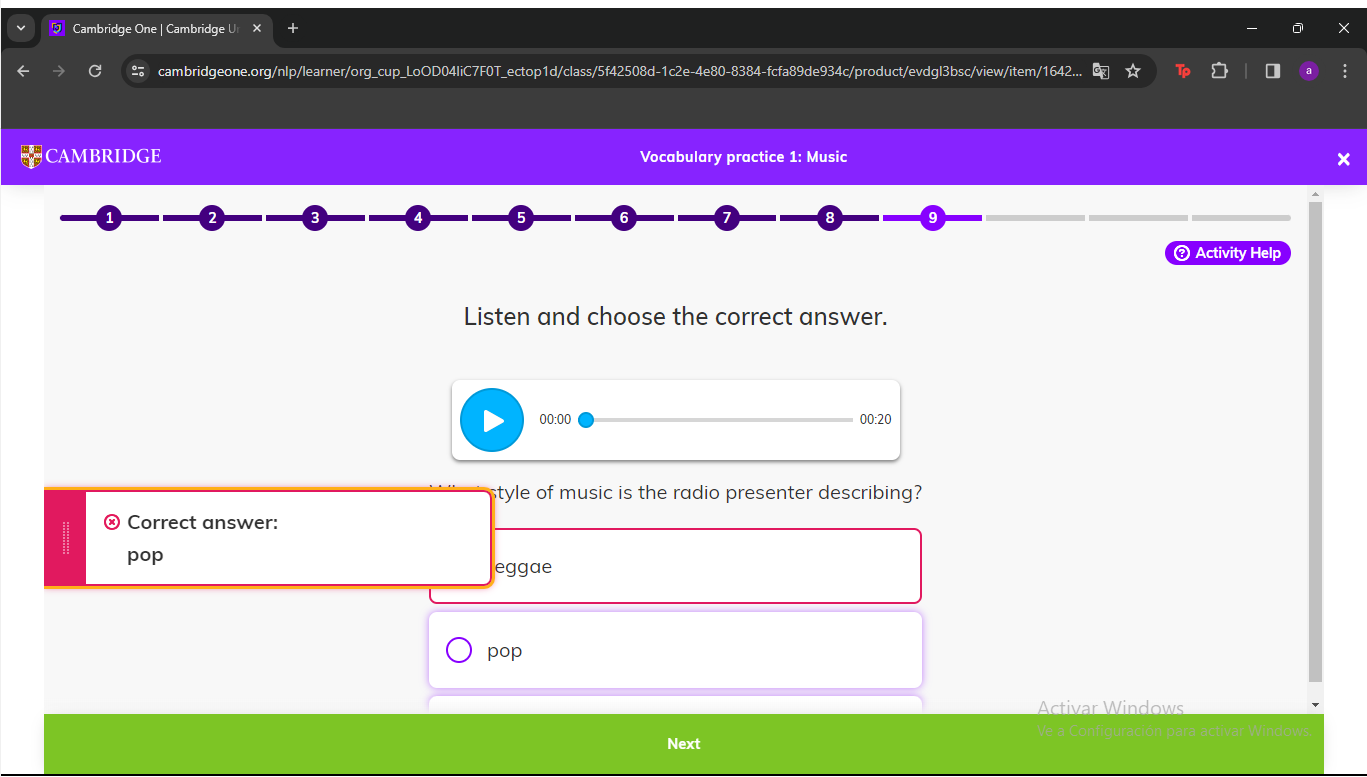 Cambridge One | Cambridge Un
cambridgeone.org/nlp/learner/org_cup_LoOD04IiC7F0T_ectop1d/class/5f42508d-1c2e-4e80-8384-fcfa89de934c/product/evdgl3bsc/view/item/1642...
Tp
a
CAMBRIDGE
Vocabulary practice 1: Music
1 2 3 4 5 6 7 8 9
Activity Help
Listen and choose the correct answer.
00:00
00:20
style of music is the radio presenter describing?
Correct answer:
pop
eggae
pop
Activar Windows
Ve a Configuración para activar Windows.
Next